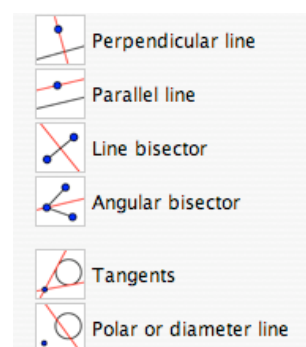 Perpendicular line
Parallel line
Line bisector
Angular bisector
Tangents
Polar or diameter line